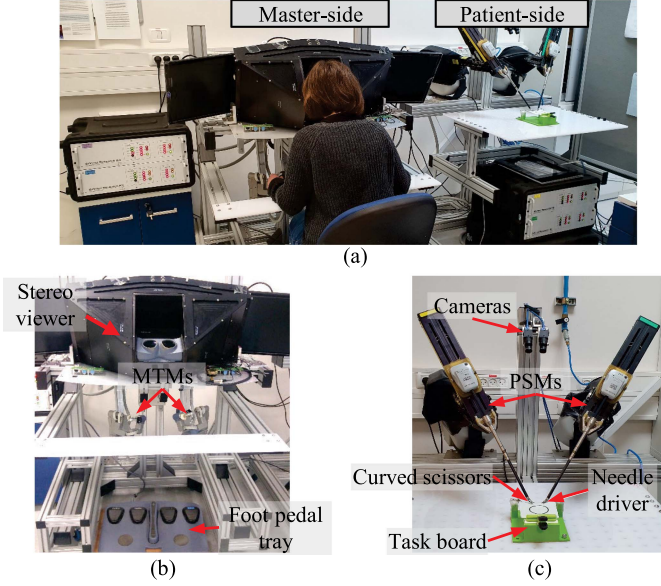 Master-side
Patient-side
(a)
Stereo
viewer
MTMs
Foot pedal
tray
(b)
Cameras
PSMs
Curved scissors
Needle
driver
Task board
(c)